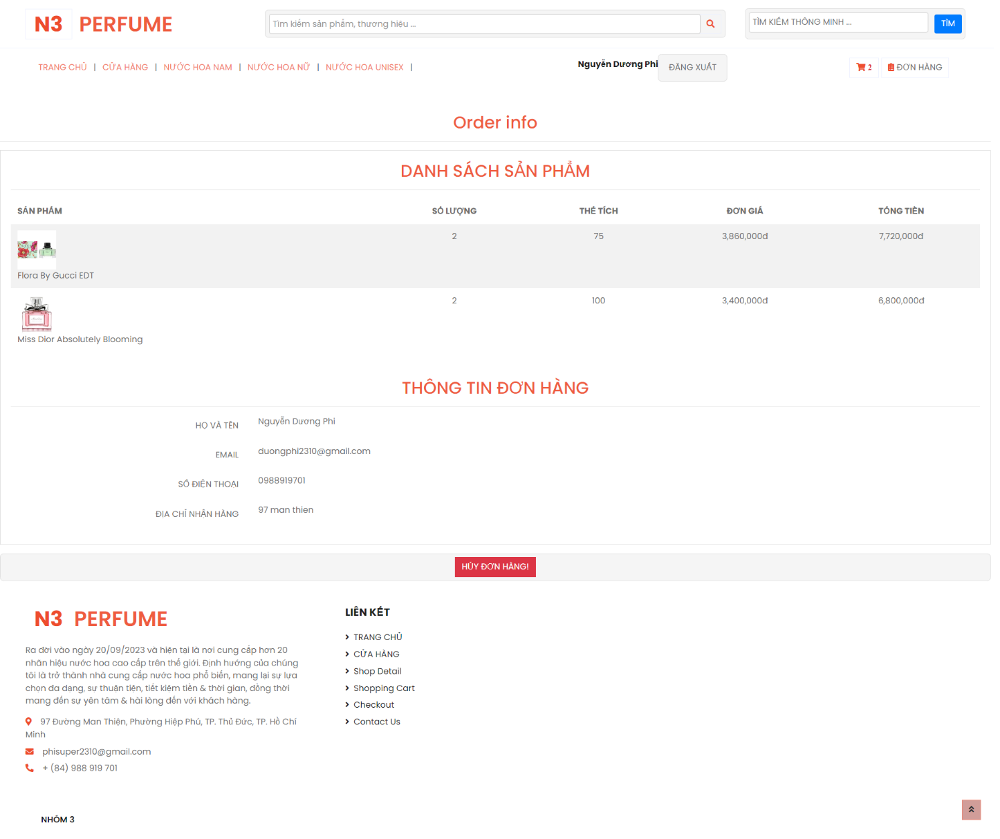 N3 PERFUME
Tìm kiếm sản phẩm, thương hiệu ...
TÌM KIẾM THÔNG MINH ...
TÌM
TRANG CHỦ | CỬA HÀNG | NƯỚC HOA NAM | NƯỚC HOA NỮ | NƯỚC HOA UNISEX |
Nguyễn Dương Phi
ĐĂNG XUẤT
2
ĐƠN HÀNG
Order info
DANH SÁCH SẢN PHẨM
SẢN PHẨM SỐ LƯỢNG THỂ TÍCH ĐƠN GIÁ TỔNG TIỀN
2 75 3,860,000đ 7,720,000đ
Flora By Gucci EDT
2 100 3,400,000đ 6,800,000đ
Miss Dior Absolutely Blooming
THÔNG TIN ĐƠN HÀNG
HỌ VÀ TÊN Nguyễn Dương Phi
EMAIL duongphi2310@gmail.com
SỐ ĐIỆN THOẠI 0988919701
ĐỊA CHỈ NHẬN HÀNG 97 man thien
HỦY ĐƠN HÀNG!
N3 PERFUME
Ra đời vào ngày 20/09/2023 và hiện tại là nơi cung cấp hơn 20
nhãn hiệu nước hoa cao cấp trên thế giới. Định hướng của chúng
tôi là trở thành nhà cung cấp nước hoa phổ biến, mang lại sự lựa
chọn đa dạng, sự thuận tiện, tiết kiệm tiền & thời gian, đồng thời
mang đến sự yên tâm & hài lòng đến với khách hàng.
97 Đường Man Thiện, Phường Hiệp Phú, TP. Thủ Đức, TP. Hồ Chí
Minh
phisuper2310@gmail.com
+ (84) 988 919 701
LIÊN KẾT
TRANG CHỦ
CỬA HÀNG
Shop Detail
Shopping Cart
Checkout
Contact Us
NHÓM 3